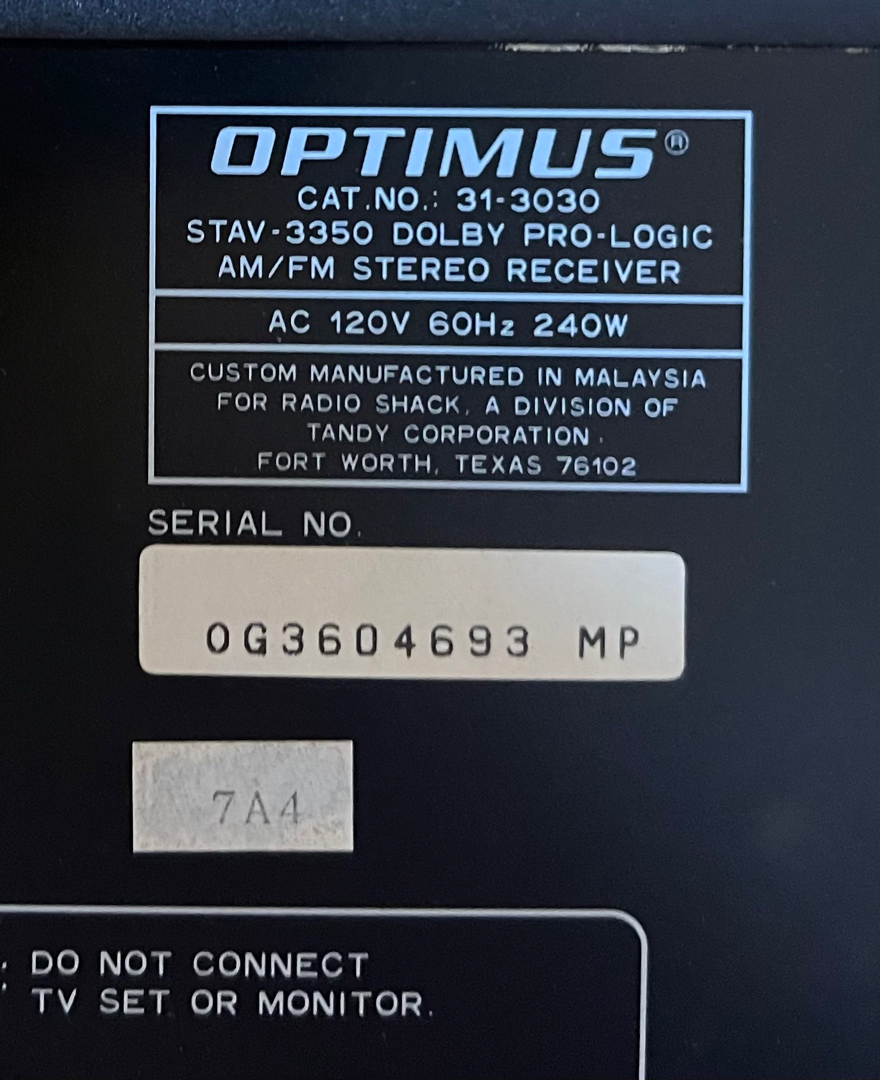 OPTIMUS®
CAT.NO.: 31-3030
STAV-3350 DOLBY PRO-LOGIC
AM/FM STEREO RECEIVER
AC 120V 60Hz 240W
CUSTOM MANUFACTURED IN MALAYSIA
FOR RADIO SHACK, A DIVISION OF
TANDY CORPORATION.
FORT WORTH, TEXAS 76102
SERIAL NO.
0G3604693 MP
7A4
: DO NOT CONNECT
TV SET OR MONITOR.